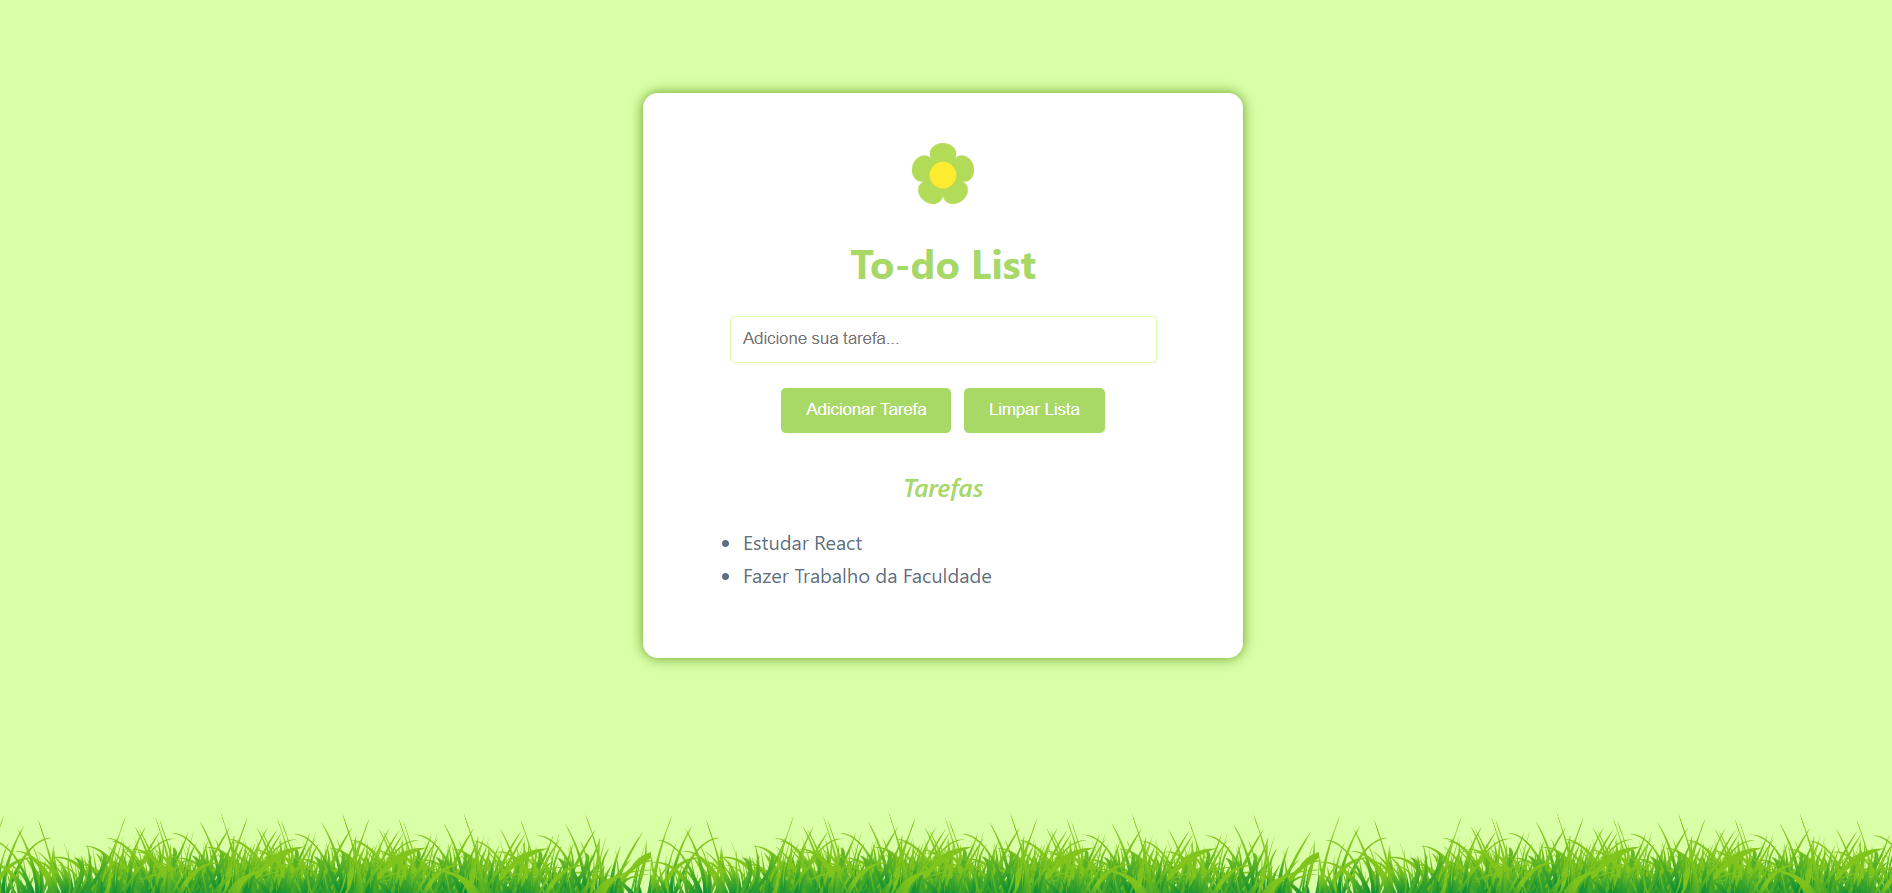 To-do List
Adicione sua tarefa...
Adicionar Tarefa Limpar Lista
Tarefas
Estudar React
Fazer Trabalho da Faculdade